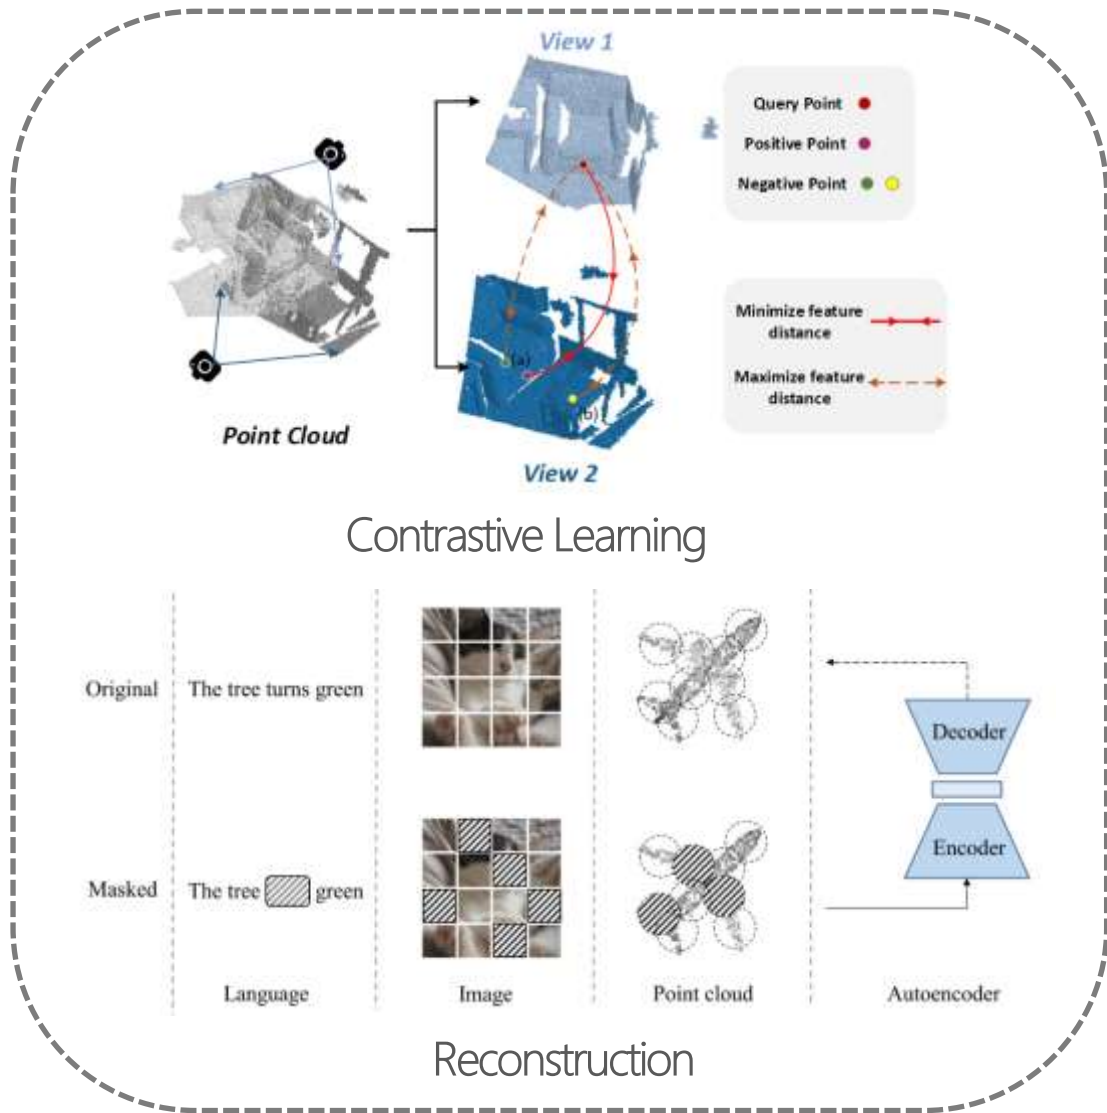 View 1
Query Point
Positive Point
Negative Point
Minimize feature
distance
(a)
Maximize feature
distance
(b)
Point Cloud
View 2
Contrastive Learning
Original
The tree turns green
Decoder
Encoder
Masked
The tree green
Language
Image
Point cloud
Autoencoder
Reconstruction